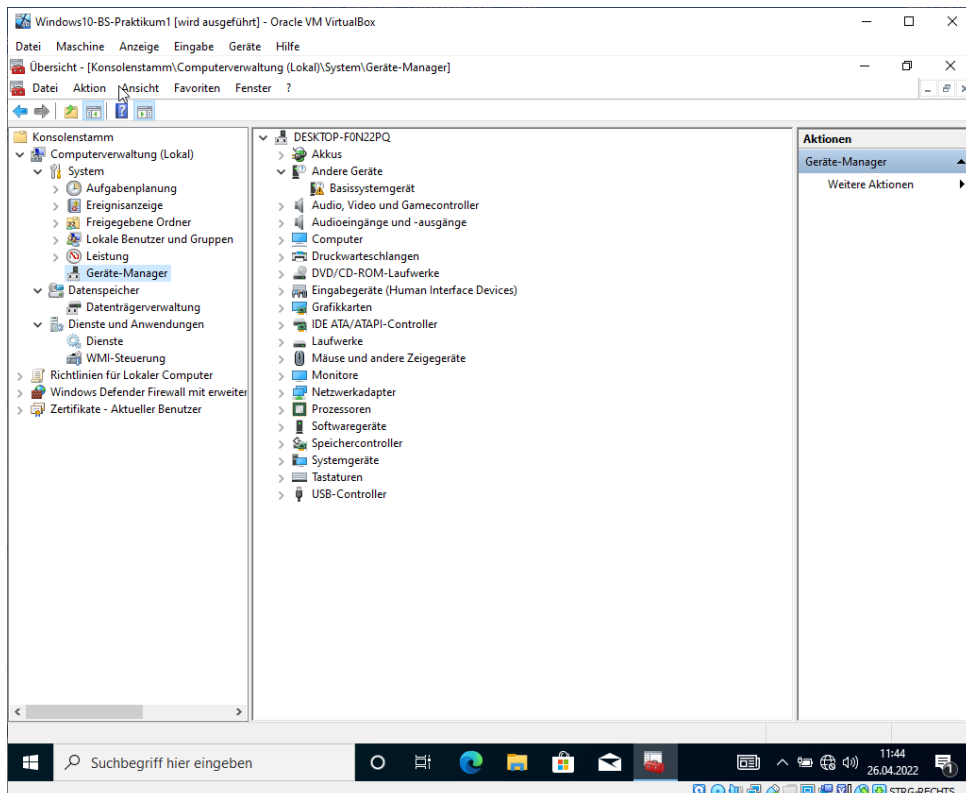 Windows10-BS-Praktikum1 [wird ausgeführt] - Oracle VM VirtualBox
Datei Maschine Anzeige Eingabe Geräte Hilfe
Übersicht - [Konsolenstamm\Computerverwaltung (Lokal)\System\Geräte-Manager]
Datei Aktion Ansicht Favoriten Fenster ?
Konsolenstamm
Computerverwaltung (Lokal)
System
Aufgabenplanung
Ereignisanzeige
Freigegebene Ordner
Lokale Benutzer und Gruppen
Leistung
Geräte-Manager
Datenspeicher
Datenträgerverwaltung
Dienste und Anwendungen
Dienste
WMI-Steuerung
Richtlinien für Lokaler Computer
Windows Defender Firewall mit erweiter
Zertifikate - Aktueller Benutzer
DESKTOP-F0N22PQ
Akkus
Andere Geräte
Basissystemgerät
Audio, Video und Gamecontroller
Audioeingänge und -ausgänge
Computer
Druckwarteschlangen
DVD/CD-ROM-Laufwerke
Eingabegeräte (Human Interface Devices)
Grafikkarten
IDE ATA/ATAPI-Controller
Laufwerke
Mäuse und andere Zeigegeräte
Monitore
Netzwerkadapter
Prozessoren
Softwaregeräte
Speichercontroller
Systemgeräte
Tastaturen
USB-Controller
Aktionen
Geräte-Manager
Weitere Aktionen
Suchbegriff hier eingeben
11:44
26.04.2022
1
STRG-RECHTS